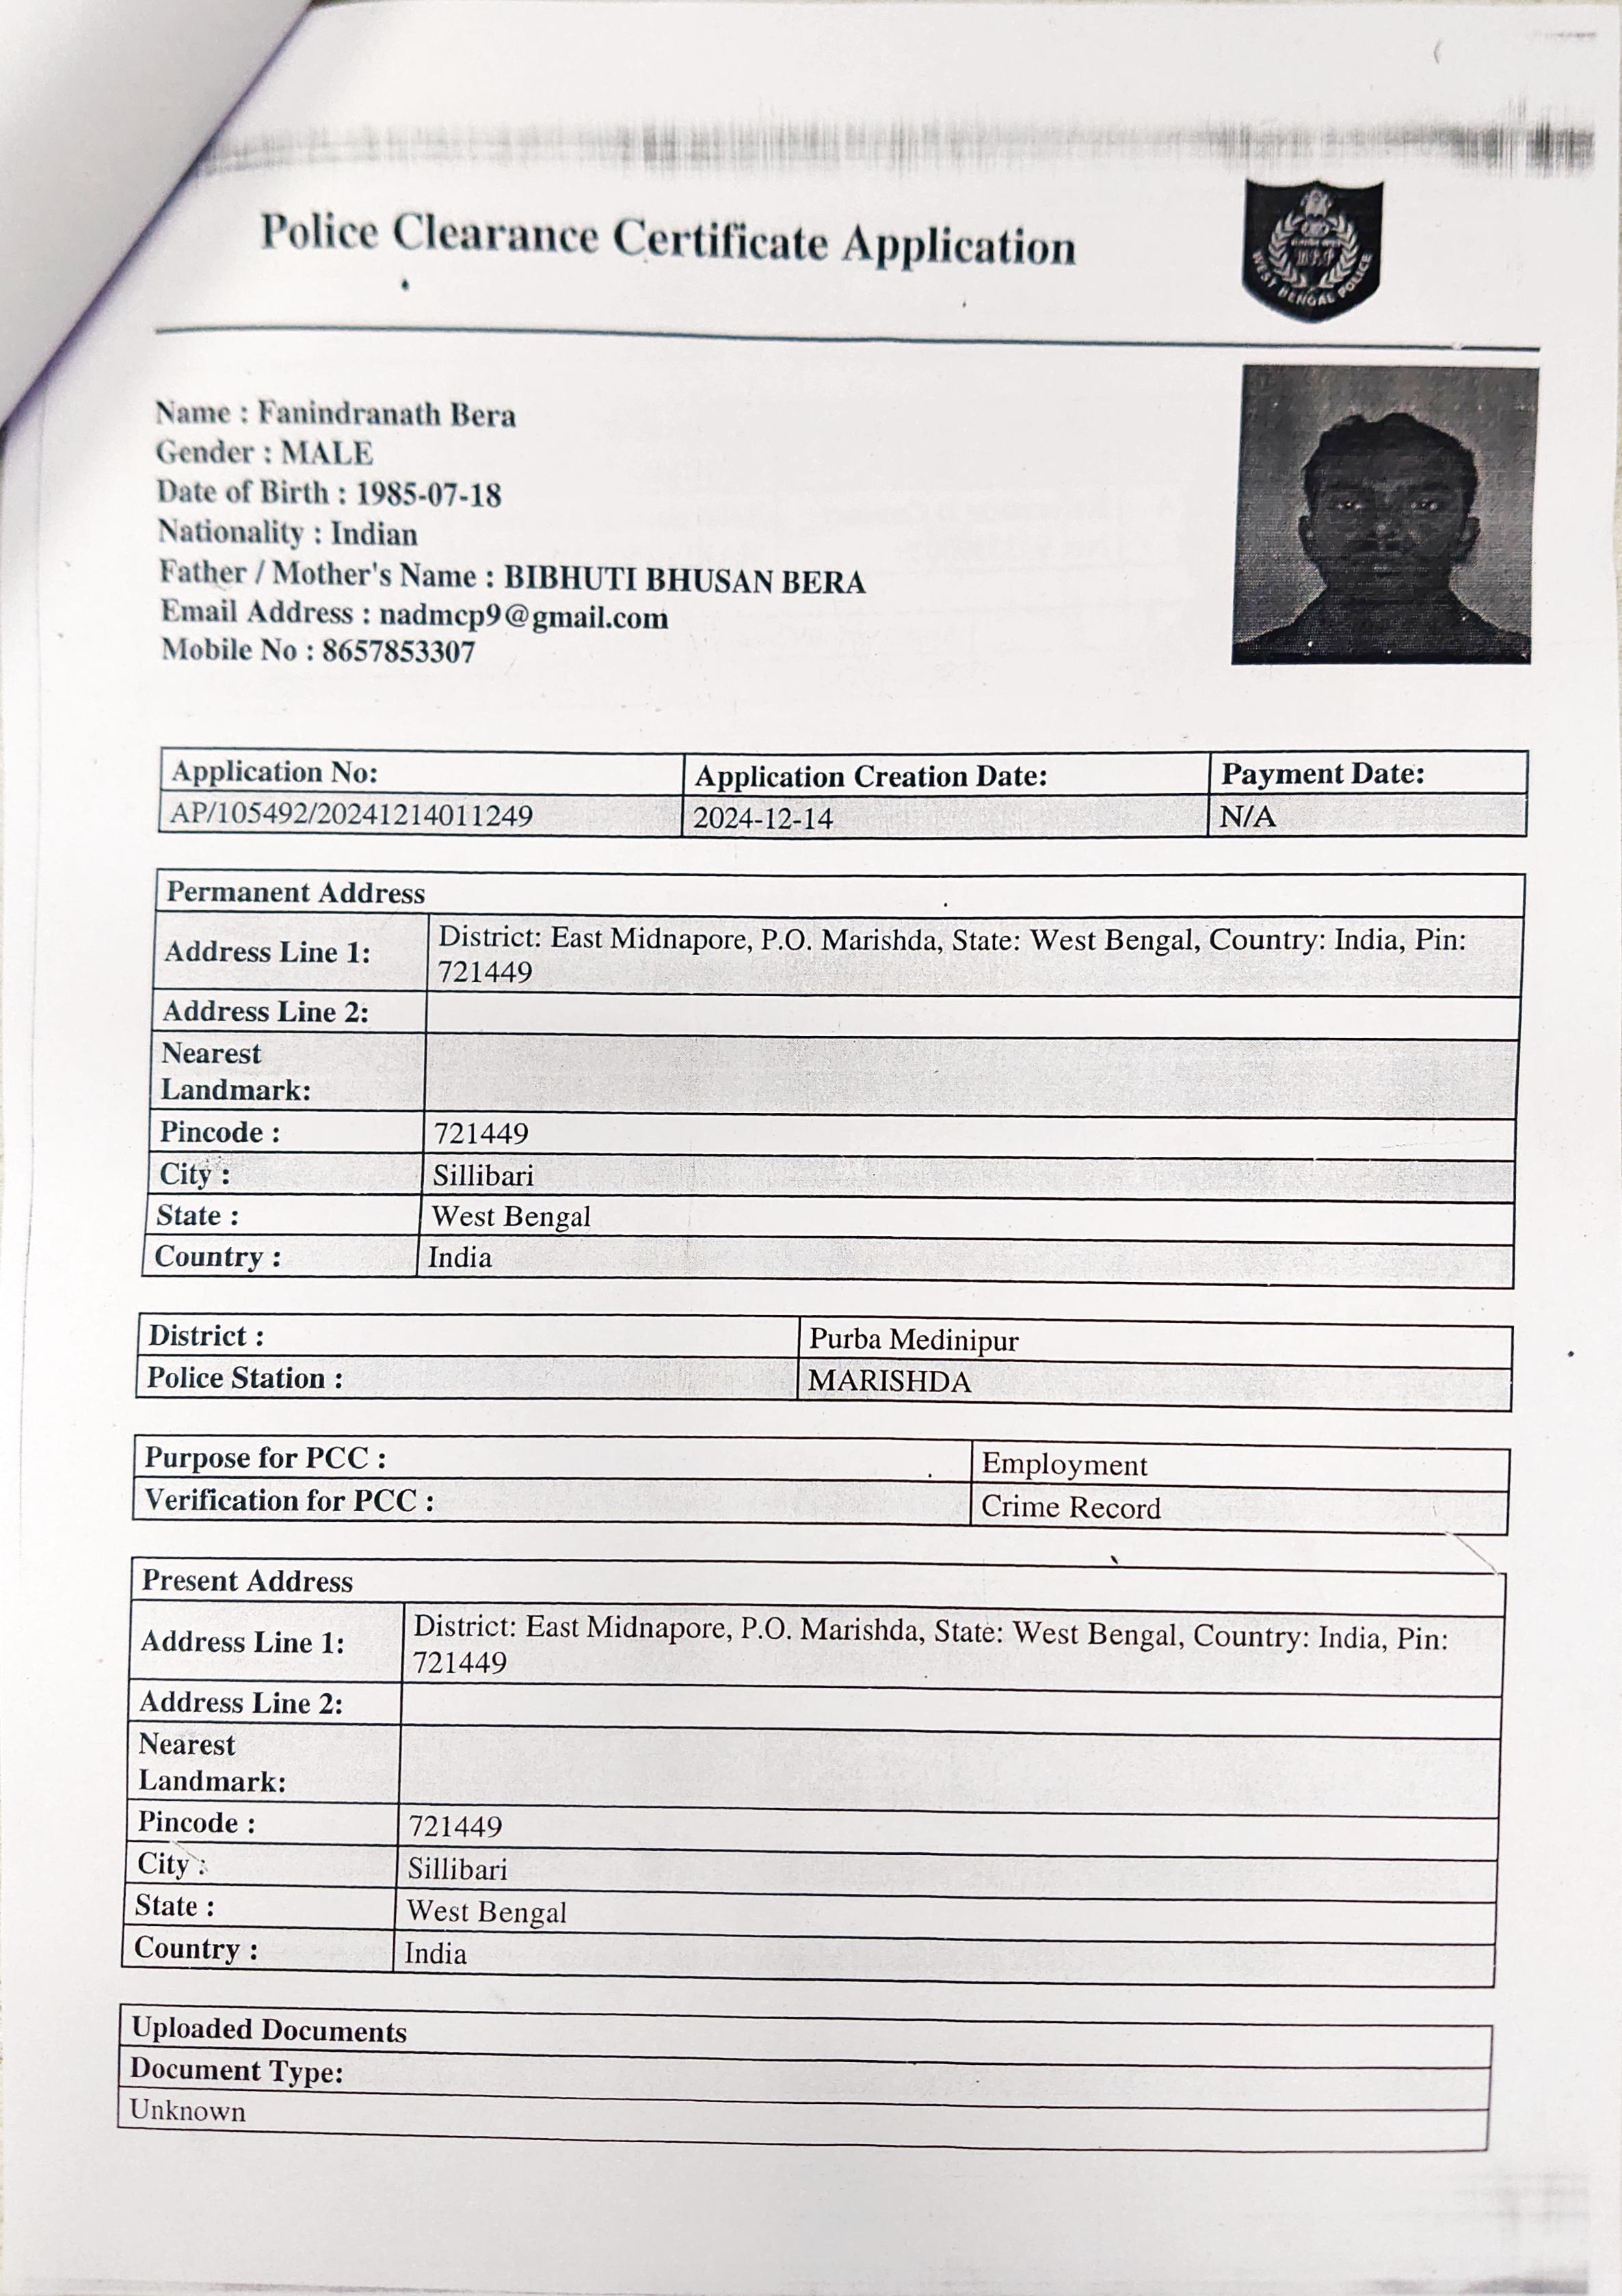 Police Clearance Certificate Application
WEST BENGAL POLICE
Name : Fanindranath Bera
Gender : MALE
Date of Birth : 1985-07-18
Nationality : Indian
Father / Mother's Name : BIBHUTI BHUSAN BERA
Email Address : nadmcp9@gmail.com
Mobile No : 8657853307
Application No: Application Creation Date: Payment Date:
AP/105492/20241214011249 2024-12-14 N/A
Permanent Address
Address Line 1: District: East Midnapore, P.O. Marishda, State: West Bengal, Country: India, Pin:
721449
Address Line 2:
Nearest
Landmark:
Pincode : 721449
City : Sillibari
State : West Bengal
Country : India
District : Purba Medinipur
Police Station : MARISHDA
Purpose for PCC : Employment
Verification for PCC : Crime Record
Present Address
Address Line 1: District: East Midnapore, P.O. Marishda, State: West Bengal, Country: India, Pin:
721449
Address Line 2:
Nearest
Landmark:
Pincode : 721449
City : Sillibari
State : West Bengal
Country : India
Uploaded Documents
Document Type:
Unknown